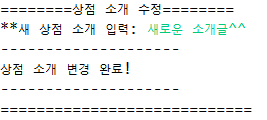 ========상점 소개 수정========
**새 상점 소개 입력: 새로운 소개글^^
--------------------
상점 소개 변경 완료!
--------------------
============================